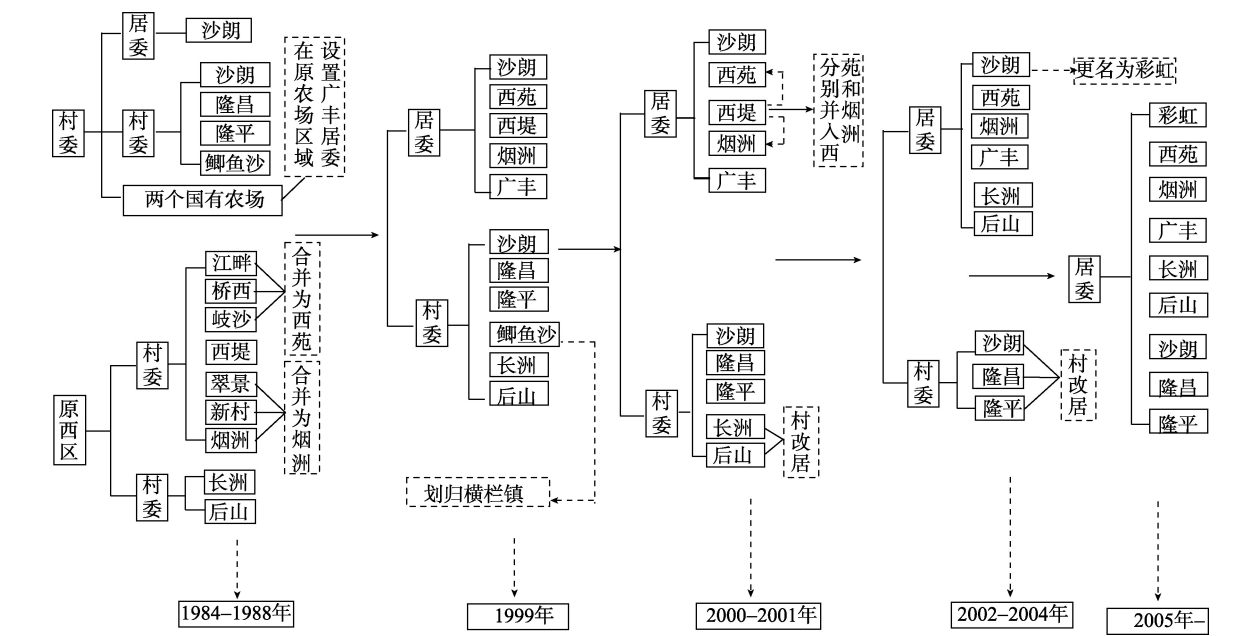 村委
居委
沙朗
村委
沙朗
隆昌
隆平
鲫鱼沙
两个国有农场
设置广丰居委
在原农场区域
原西区
村委
江畔
桥西
岐沙
西堤
翠景
新村
烟洲
合并为西苑
合并为烟洲
村委
长洲
后山
1984–1988年
居委
沙朗
西苑
西堤
烟洲
广丰
村委
沙朗
隆昌
隆平
鲫鱼沙
长洲
后山
划归横栏镇
1999年
居委
沙朗
西苑
西堤
烟洲
广丰
苑和烟洲
分别并入西
村委
沙朗
隆昌
隆平
长洲
后山
村改居
2000–2001年
居委
沙朗
西苑
烟洲
广丰
长洲
后山
更名为彩虹
村委
沙朗
隆昌
隆平
村改居
2002–2004年
居委
彩虹
西苑
烟洲
广丰
长洲
后山
沙朗
隆昌
隆平
2005年–